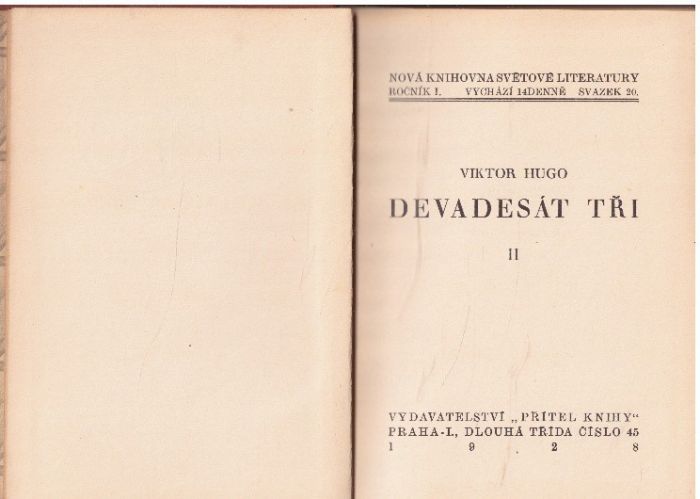 NOVÁ KNIHOVNA SVĚTOVÉ LITERATURY
ROČNÍK I. VYCHÁZÍ 14DENNĚ SVAZEK 20.
VIKTOR HUGO
DEVADESÁT TŘI
II
VYDAVATELSTVÍ „PŘÍTEL KNIHY“
PRAHA-I., DLOUHÁ TŘÍDA ČÍSLO 45
1 9 2 8